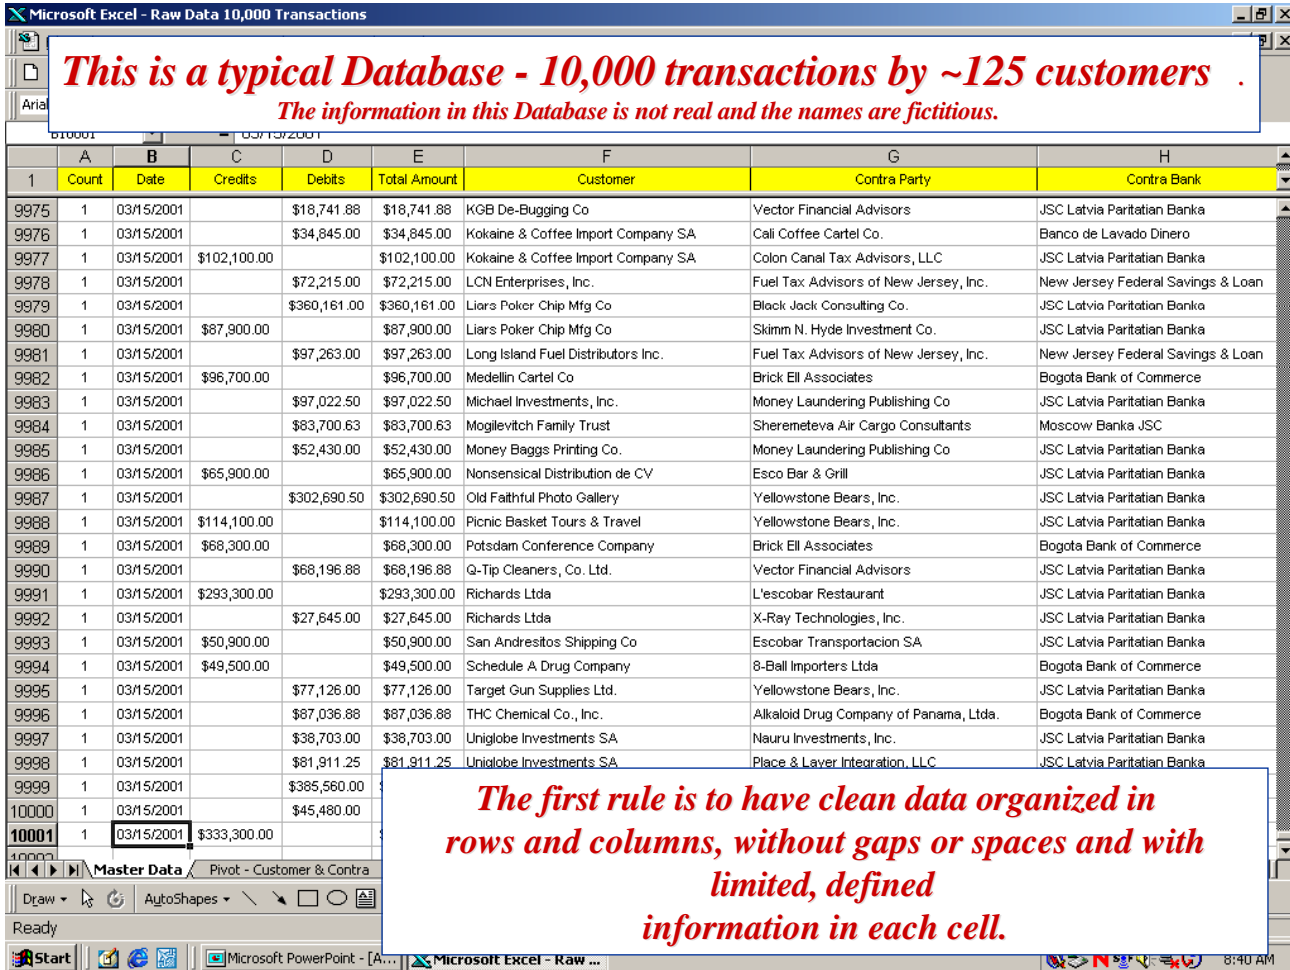 Microsoft Excel - Raw Data 10,000 Transactions
This is a typical Database - 10,000 transactions by ~125 customers .
The information in this Database is not real and the names are fictitious.
Arial
B10001 = 03/15/2001
A B C D E F G H
1 Count Date Credits Debits Total Amount Customer Contra Party Contra Bank
9975 1 03/15/2001 $18,741.88 $18,741.88 KGB De-Bugging Co Vector Financial Advisors JSC Latvia Paritatian Banka
9976 1 03/15/2001 $34,845.00 $34,845.00 Kokaine & Coffee Import Company SA Cali Coffee Cartel Co. Banco de Lavado Dinero
9977 1 03/15/2001 $102,100.00 $102,100.00 Kokaine & Coffee Import Company SA Colon Canal Tax Advisors, LLC JSC Latvia Paritatian Banka
9978 1 03/15/2001 $72,215.00 $72,215.00 LCN Enterprises, Inc. Fuel Tax Advisors of New Jersey, Inc. New Jersey Federal Savings & Loan
9979 1 03/15/2001 $360,161.00 $360,161.00 Liars Poker Chip Mfg Co Black Jack Consulting Co. JSC Latvia Paritatian Banka
9980 1 03/15/2001 $87,900.00 $87,900.00 Liars Poker Chip Mfg Co Skimm N. Hyde Investment Co. JSC Latvia Paritatian Banka
9981 1 03/15/2001 $97,263.00 $97,263.00 Long Island Fuel Distributors Inc. Fuel Tax Advisors of New Jersey, Inc. New Jersey Federal Savings & Loan
9982 1 03/15/2001 $96,700.00 $96,700.00 Medellin Cartel Co Brick Ell Associates Bogota Bank of Commerce
9983 1 03/15/2001 $97,022.50 $97,022.50 Michael Investments, Inc. Money Laundering Publishing Co JSC Latvia Paritatian Banka
9984 1 03/15/2001 $83,700.63 $83,700.63 Mogilevitch Family Trust Sheremeteva Air Cargo Consultants Moscow Banka JSC
9985 1 03/15/2001 $52,430.00 $52,430.00 Money Baggs Printing Co. Money Laundering Publishing Co JSC Latvia Paritatian Banka
9986 1 03/15/2001 $65,900.00 $65,900.00 Nonsensical Distribution de CV Esco Bar & Grill JSC Latvia Paritatian Banka
9987 1 03/15/2001 $302,690.50 $302,690.50 Old Faithful Photo Gallery Yellowstone Bears, Inc. JSC Latvia Paritatian Banka
9988 1 03/15/2001 $114,100.00 $114,100.00 Picnic Basket Tours & Travel Yellowstone Bears, Inc. JSC Latvia Paritatian Banka
9989 1 03/15/2001 $68,300.00 $68,300.00 Potsdam Conference Company Brick Ell Associates Bogota Bank of Commerce
9990 1 03/15/2001 $68,196.88 $68,196.88 Q-Tip Cleaners, Co. Ltd. Vector Financial Advisors JSC Latvia Paritatian Banka
9991 1 03/15/2001 $293,300.00 $293,300.00 Richards Ltda L'escobar Restaurant JSC Latvia Paritatian Banka
9992 1 03/15/2001 $27,645.00 $27,645.00 Richards Ltda X-Ray Technologies, Inc. JSC Latvia Paritatian Banka
9993 1 03/15/2001 $50,900.00 $50,900.00 San Andresitos Shipping Co Escobar Transportacion SA JSC Latvia Paritatian Banka
9994 1 03/15/2001 $49,500.00 $49,500.00 Schedule A Drug Company 8-Ball Importers Ltda Bogota Bank of Commerce
9995 1 03/15/2001 $77,126.00 $77,126.00 Target Gun Supplies Ltd. Yellowstone Bears, Inc. JSC Latvia Paritatian Banka
9996 1 03/15/2001 $87,036.88 $87,036.88 THC Chemical Co., Inc. Alkaloid Drug Company of Panama, Ltda. Bogota Bank of Commerce
9997 1 03/15/2001 $38,703.00 $38,703.00 Uniglobe Investments SA Nauru Investments, Inc. JSC Latvia Paritatian Banka
9998 1 03/15/2001 $81,911.25 $81,911.25 Uniglobe Investments SA Place & Layer Integration, LLC JSC Latvia Paritatian Banka
9999 1 03/15/2001 $385,560.00
10000 1 03/15/2001 $45,480.00
10001 1 03/15/2001 $333,300.00
The first rule is to have clean data organized in
rows and columns, without gaps or spaces and with
limited, defined
information in each cell.
Master Data Pivot - Customer & Contra
Draw AutoShapes
Ready
Start Microsoft PowerPoint - [A... Microsoft Excel - Raw ... 8:40 AM